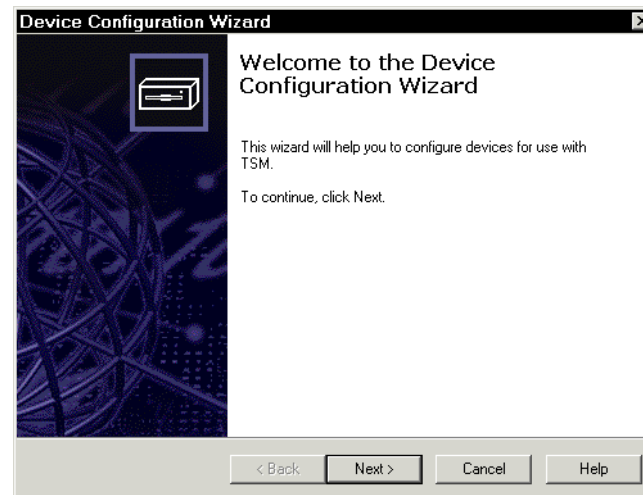 Device Configuration Wizard
Welcome to the Device
Configuration Wizard
This wizard will help you to configure devices for use with
TSM.
To continue, click Next.
< Back
Next >
Cancel
Help